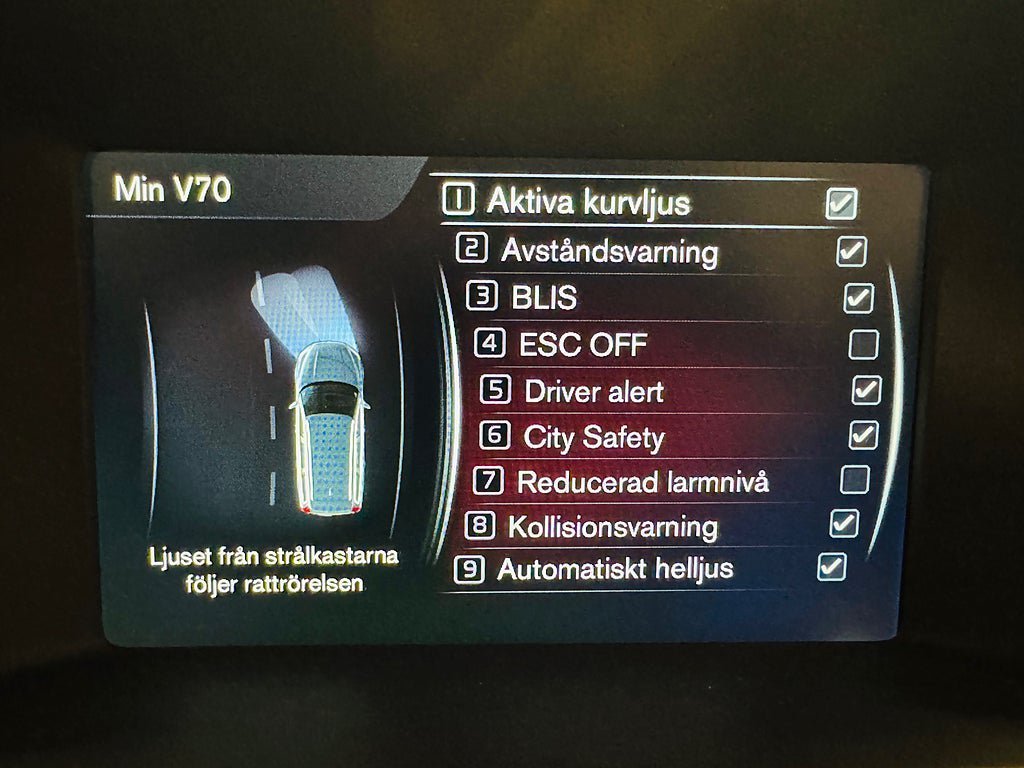 Min V70
1 Aktiva kurvljus
2 Avståndsvarning
3 BLIS
4 ESC OFF
5 Driver alert
6 City Safety
7 Reducerad larmnivå
8 Kollisionsvarning
9 Automatiskt helljus
Ljuset från strålkastarna
följer rattrörelsen